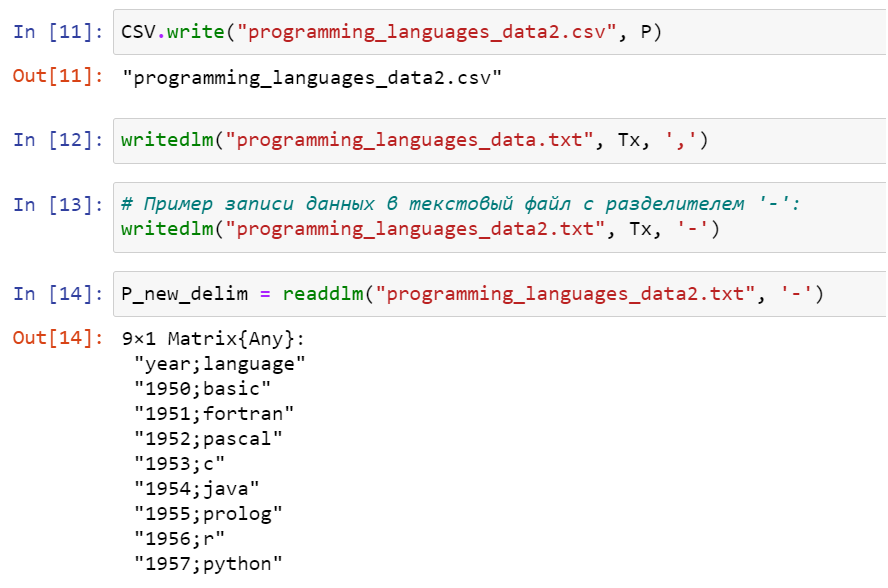 In [11]: CSV.write("programming_languages_data2.csv", P)
Out[11]: "programming_languages_data2.csv"
In [12]: writedlm("programming_languages_data.txt", Tx, ',')
In [13]: # Пример записи данных в текстовый файл с разделителем '-':
writedlm("programming_languages_data2.txt", Tx, '-')
In [14]: P_new_delim = readdlm("programming_languages_data2.txt", '-')
Out[14]: 9×1 Matrix{Any}:
"year;language"
"1950;basic"
"1951;fortran"
"1952;pascal"
"1953;c"
"1954;java"
"1955;prolog"
"1956;r"
"1957;python"